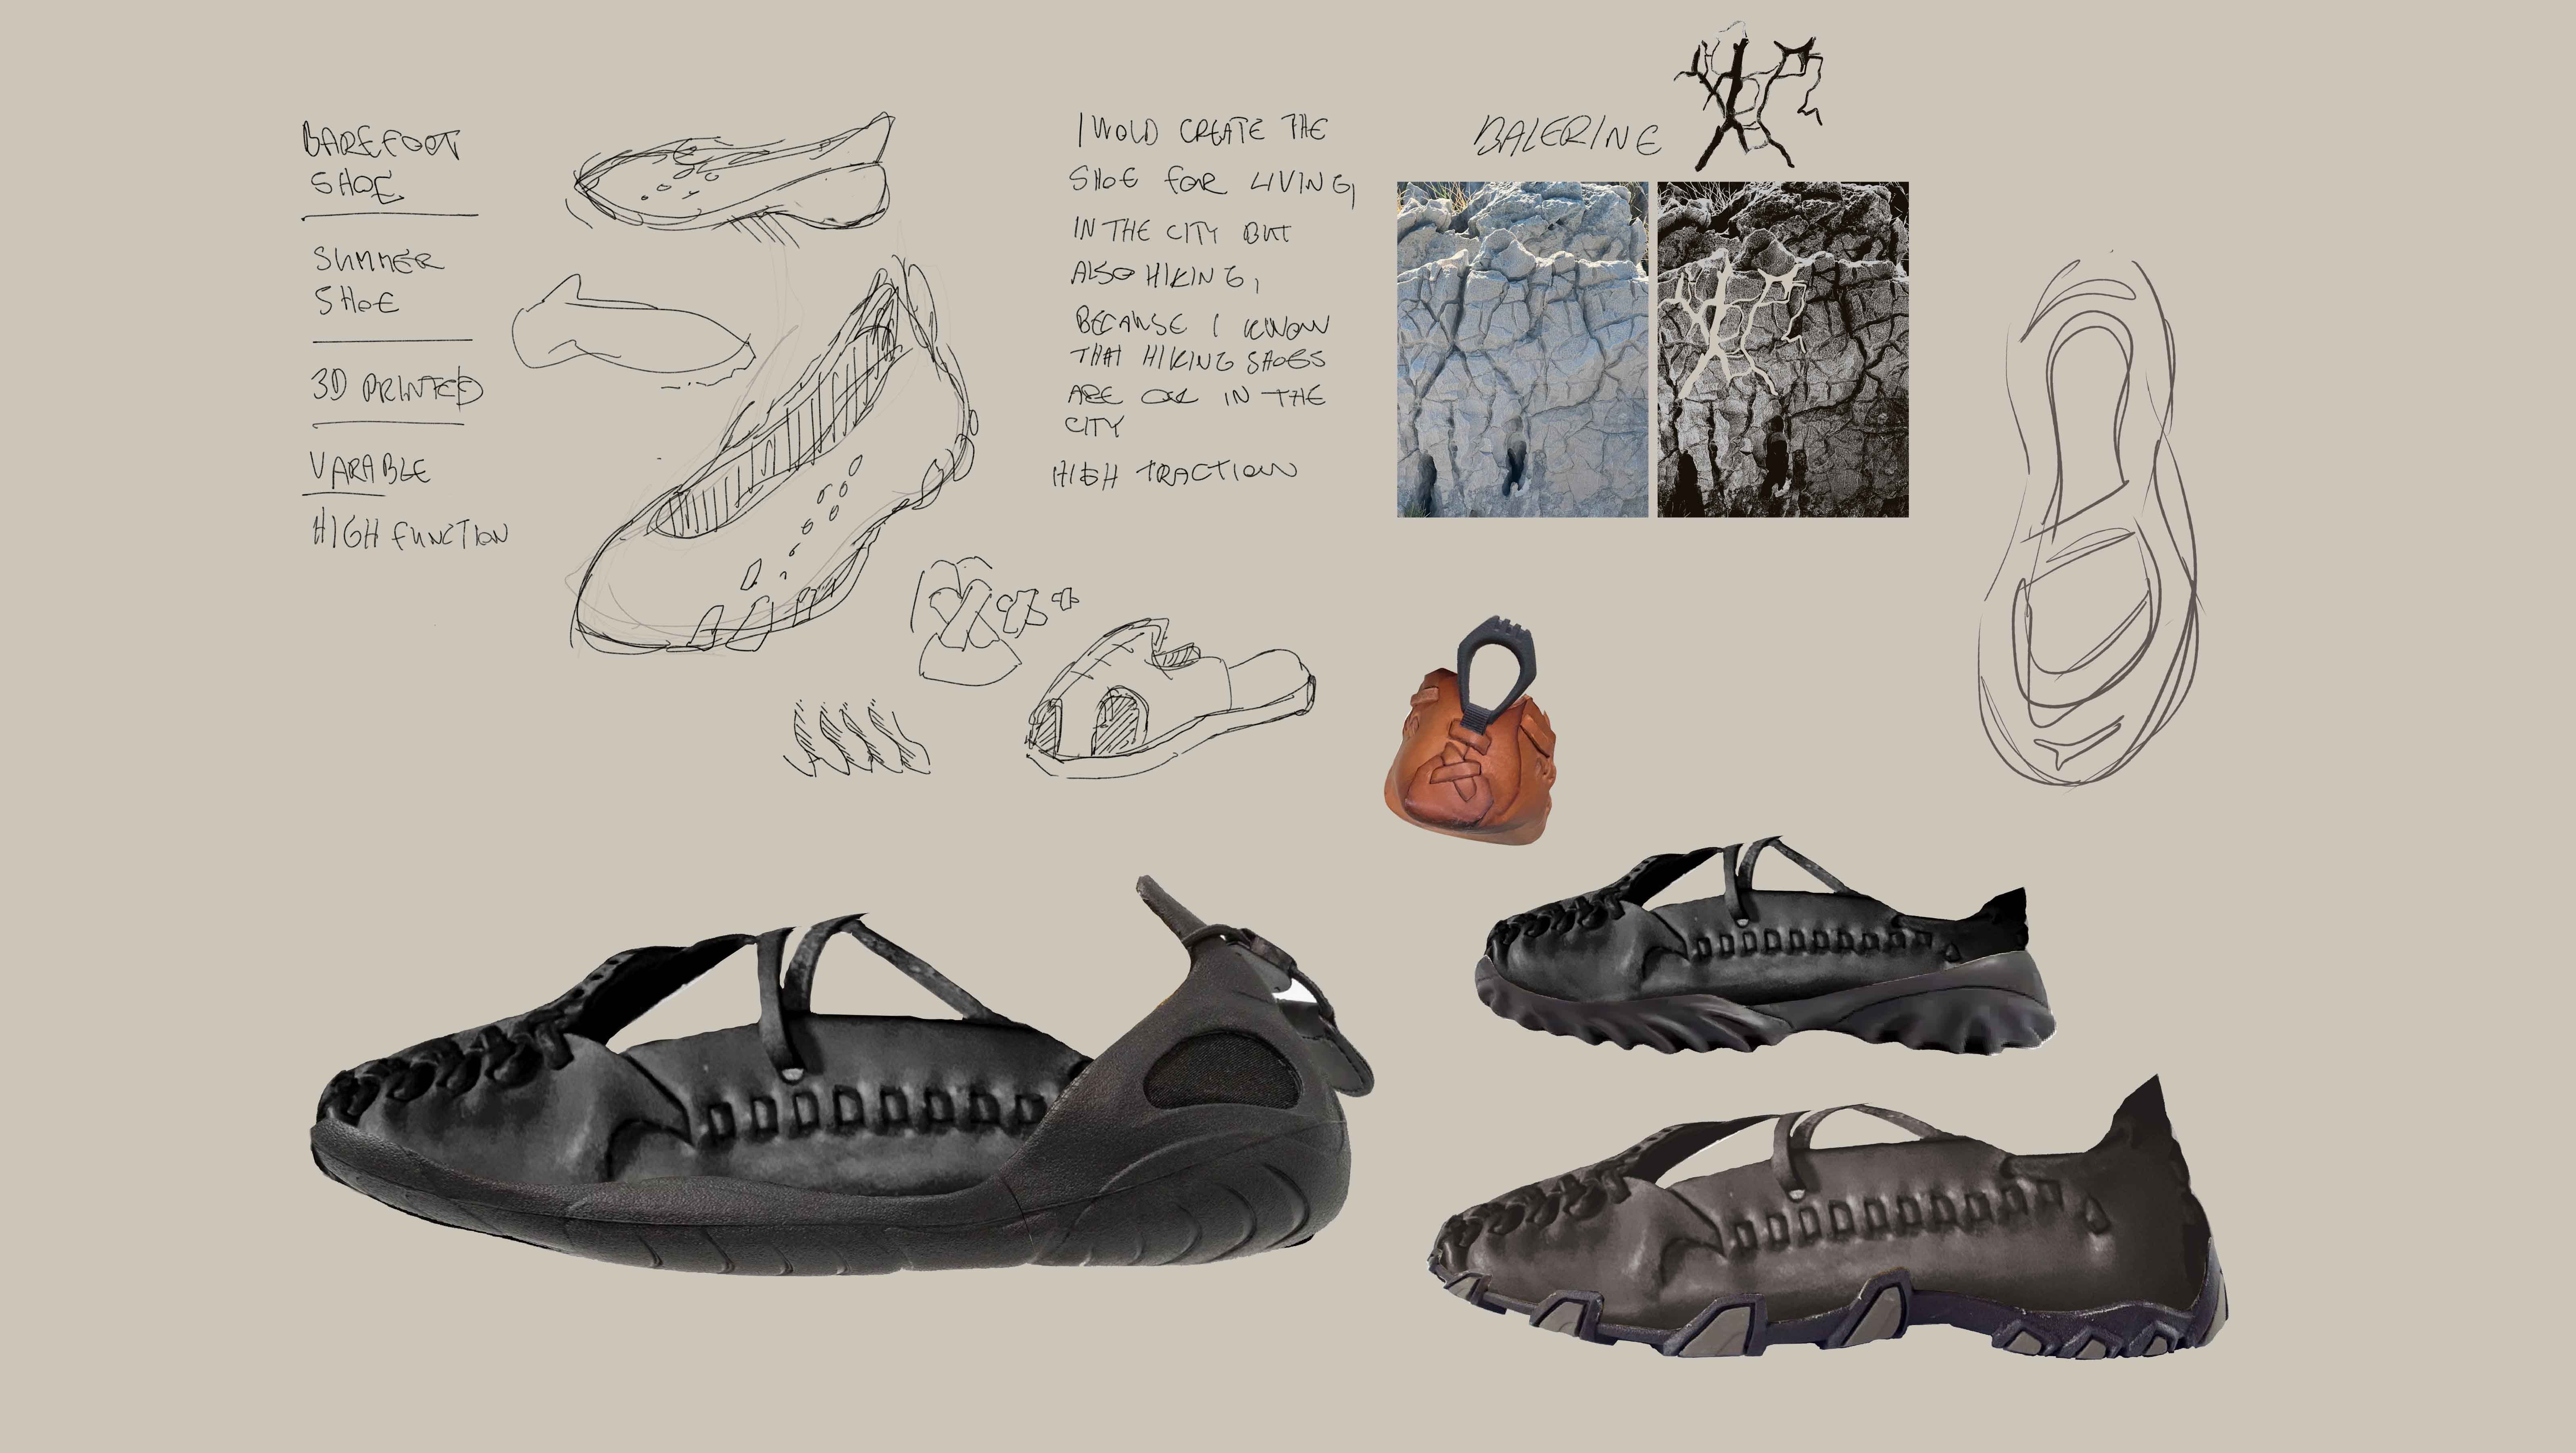 BAREFOOT
SHOE
SUMMER
SHOE
3D PRINTED
VARABLE
HIGH FUNCTION
I WOLD CREATE THE
SHOE FOR LIVING,
IN THE CITY BUT
ALSO HIKING,
BECAUSE I KNOW
THAT HIKING SHOES
ARE OK IN THE
CITY
HIGH TRACTION
BALERINE